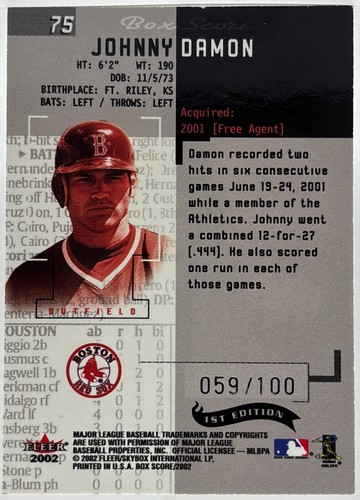 75
Box Score
JOHNNY DAMON
HT: 6'2" WT: 190
DOB: 11/5/73
BIRTHPLACE: FT. RILEY, KS
BATS: LEFT / THROWS: LEFT
Acquired:
2001 [Free Agent]
Damon recorded two
hits in six consecutive
games June 19-24, 2001
while a member of the
Athletics. Johnny went
a combined 12-for-27
(.444). He also scored
one run in each of
those games.
B
OUTFIELD
HOUSTON ab r h bi
BOSTON
RED SOX
059/100
1ST EDITION
FLEER
2002
MAJOR LEAGUE BASEBALL TRADEMARKS AND COPYRIGHTS
ARE USED WITH PERMISSION OF MAJOR LEAGUE
BASEBALL PROPERTIES, INC. OFFICIAL LICENSEE – MLBPA
© 2002 FLEER/SKYBOX INTERNATIONAL LP.
PRINTED IN U.S.A. BOX SCORE/2002